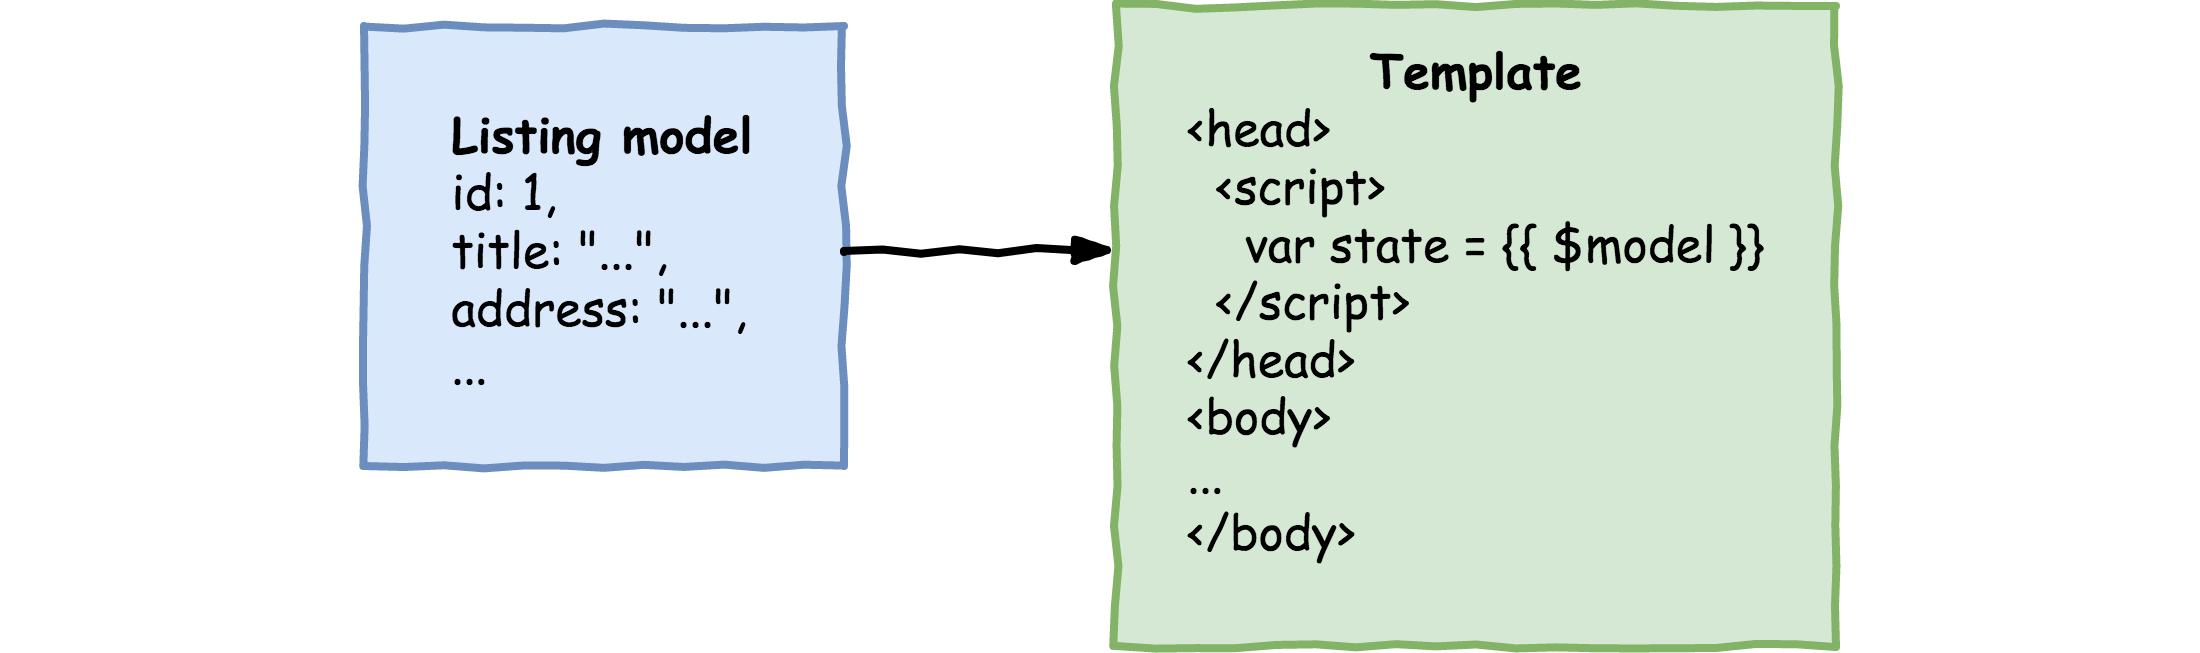 Listing model
id: 1,
title: "...",
address: "...",
...
Template
<head>
<script>
var state = {{ $model }}
</script>
</head>
<body>
...
</body>